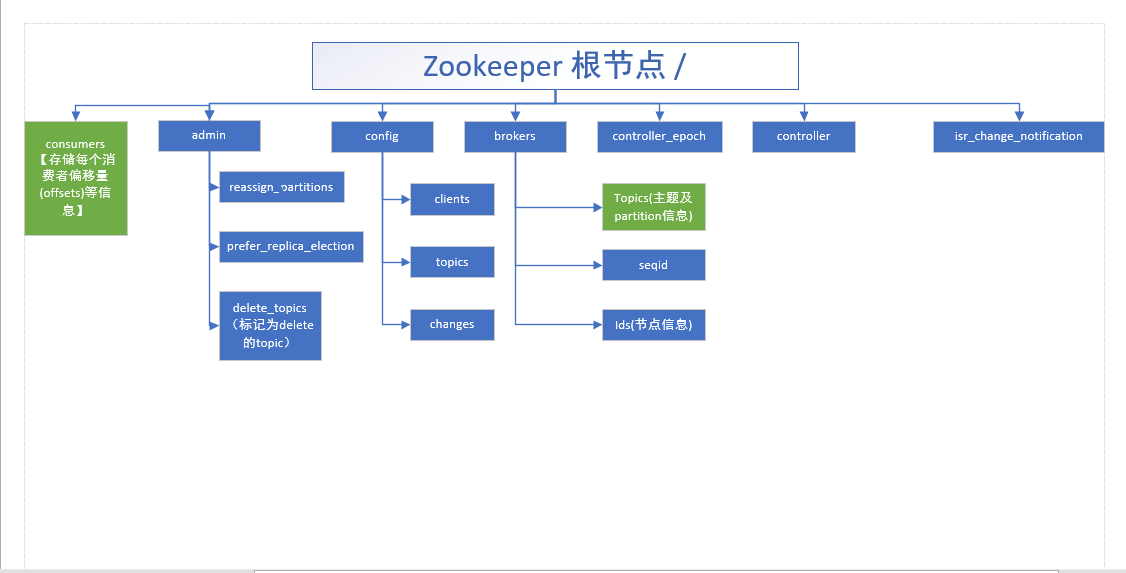 Zookeeper 根节点 /
consumers
【存储每个消
费者偏移量
(offsets)等信
息】
admin
config
brokers
controller_epoch
controller
isr_change_notification
reassign_partitions
prefer_replica_election
delete_topics
（标记为delete
的topic）
clients
topics
changes
Topics(主题及
partition信息)
seqid
Ids(节点信息)